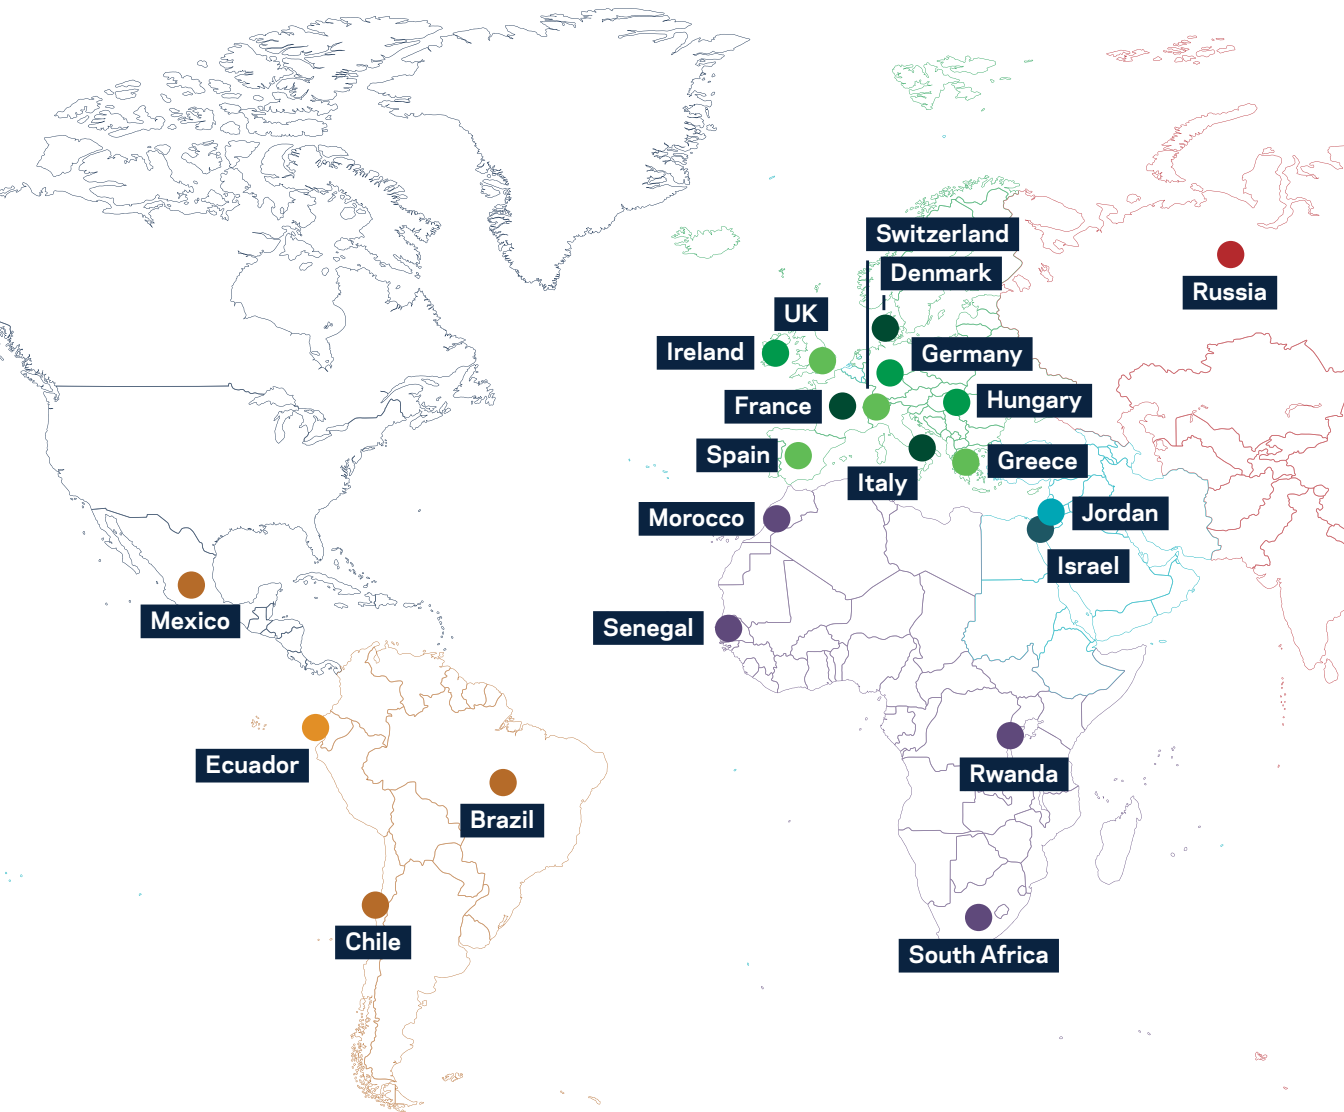 Switzerland
Denmark
Russia
UK
Ireland
Germany
France
Hungary
Spain
Greece
Italy
Morocco
Jordan
Israel
Mexico
Senegal
Ecuador
Rwanda
Brazil
Chile
South Africa